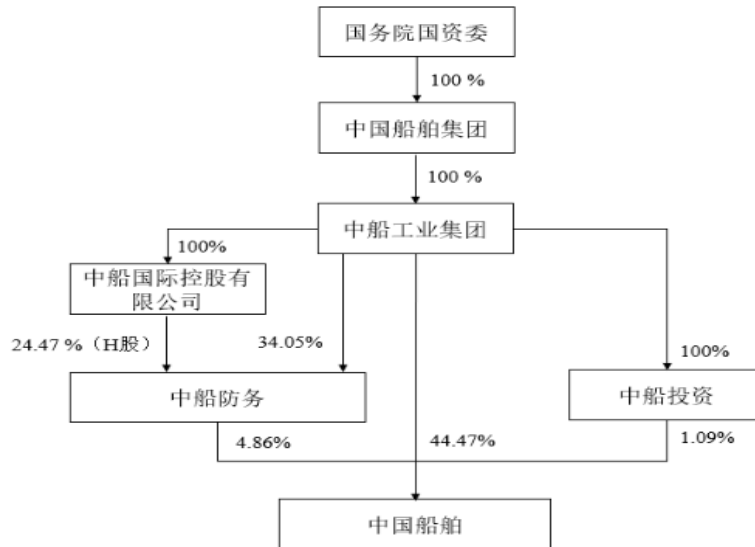 国务院国资委
100 %
中国船舶集团
100 %
中船工业集团
100%
中船国际控股有
限公司
24.47 %（H股）
34.05%
100%
中船防务
中船投资
4.86%
44.47%
1.09%
中国船舶